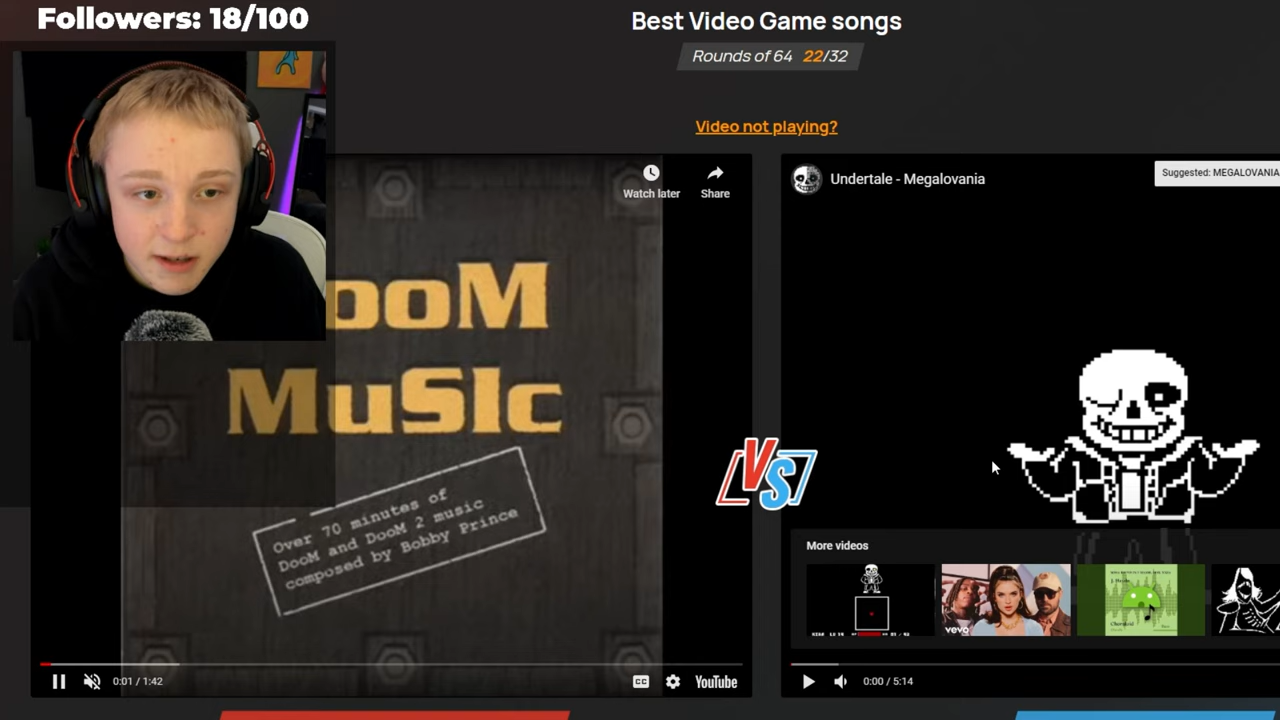 Followers: 18/100
Best Video Game songs
Rounds of 64 22/32
Video not playing?
Watch later
Share
ooM
MuSIc
Over 70 minutes of
DooM and DooM 2 music
composed by Bobby Prince
0:01 / 1:42
CC
YouTube
VS
Undertale - Megalovania
Suggested: MEGALOVANIA
More videos
vevo
0:00 / 5:14